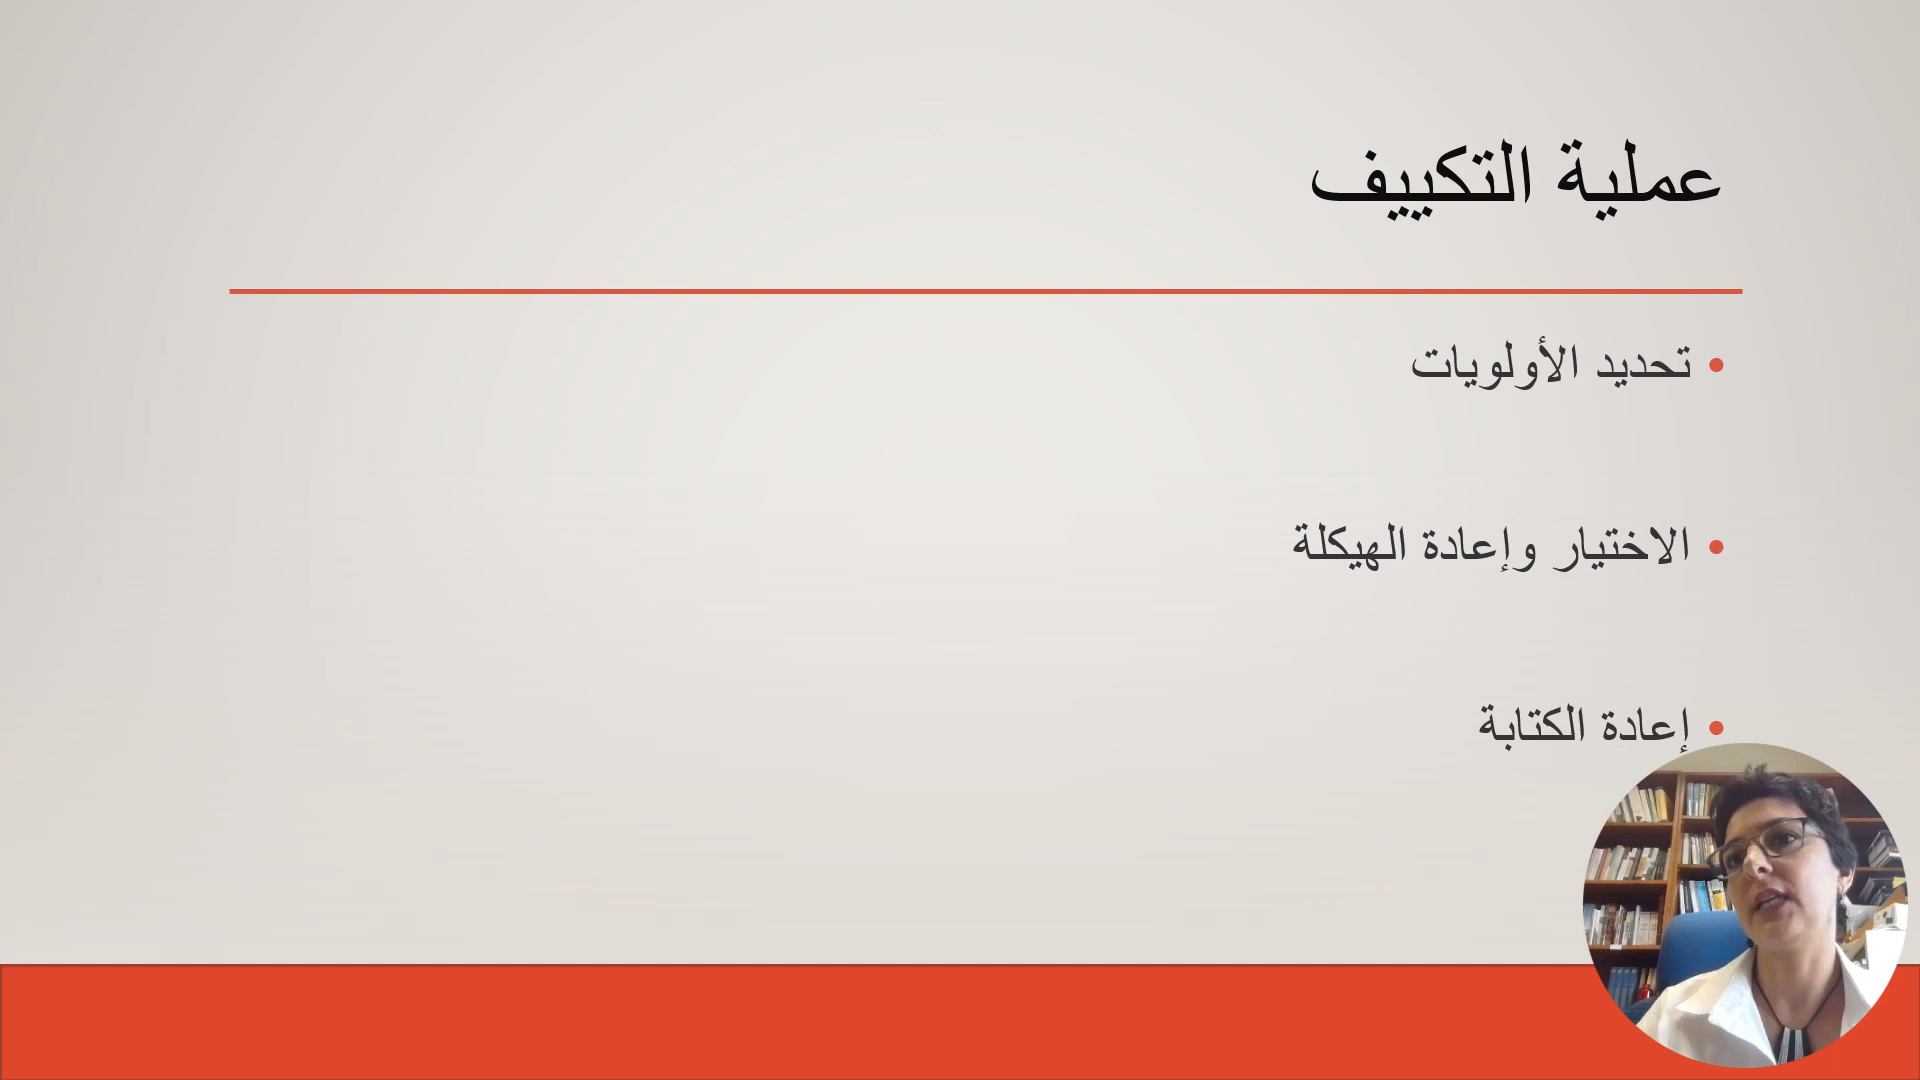 عملية التكييف
• تحديد الأولويات
• الاختيار وإعادة الهيكلة
• إعادة الكتابة